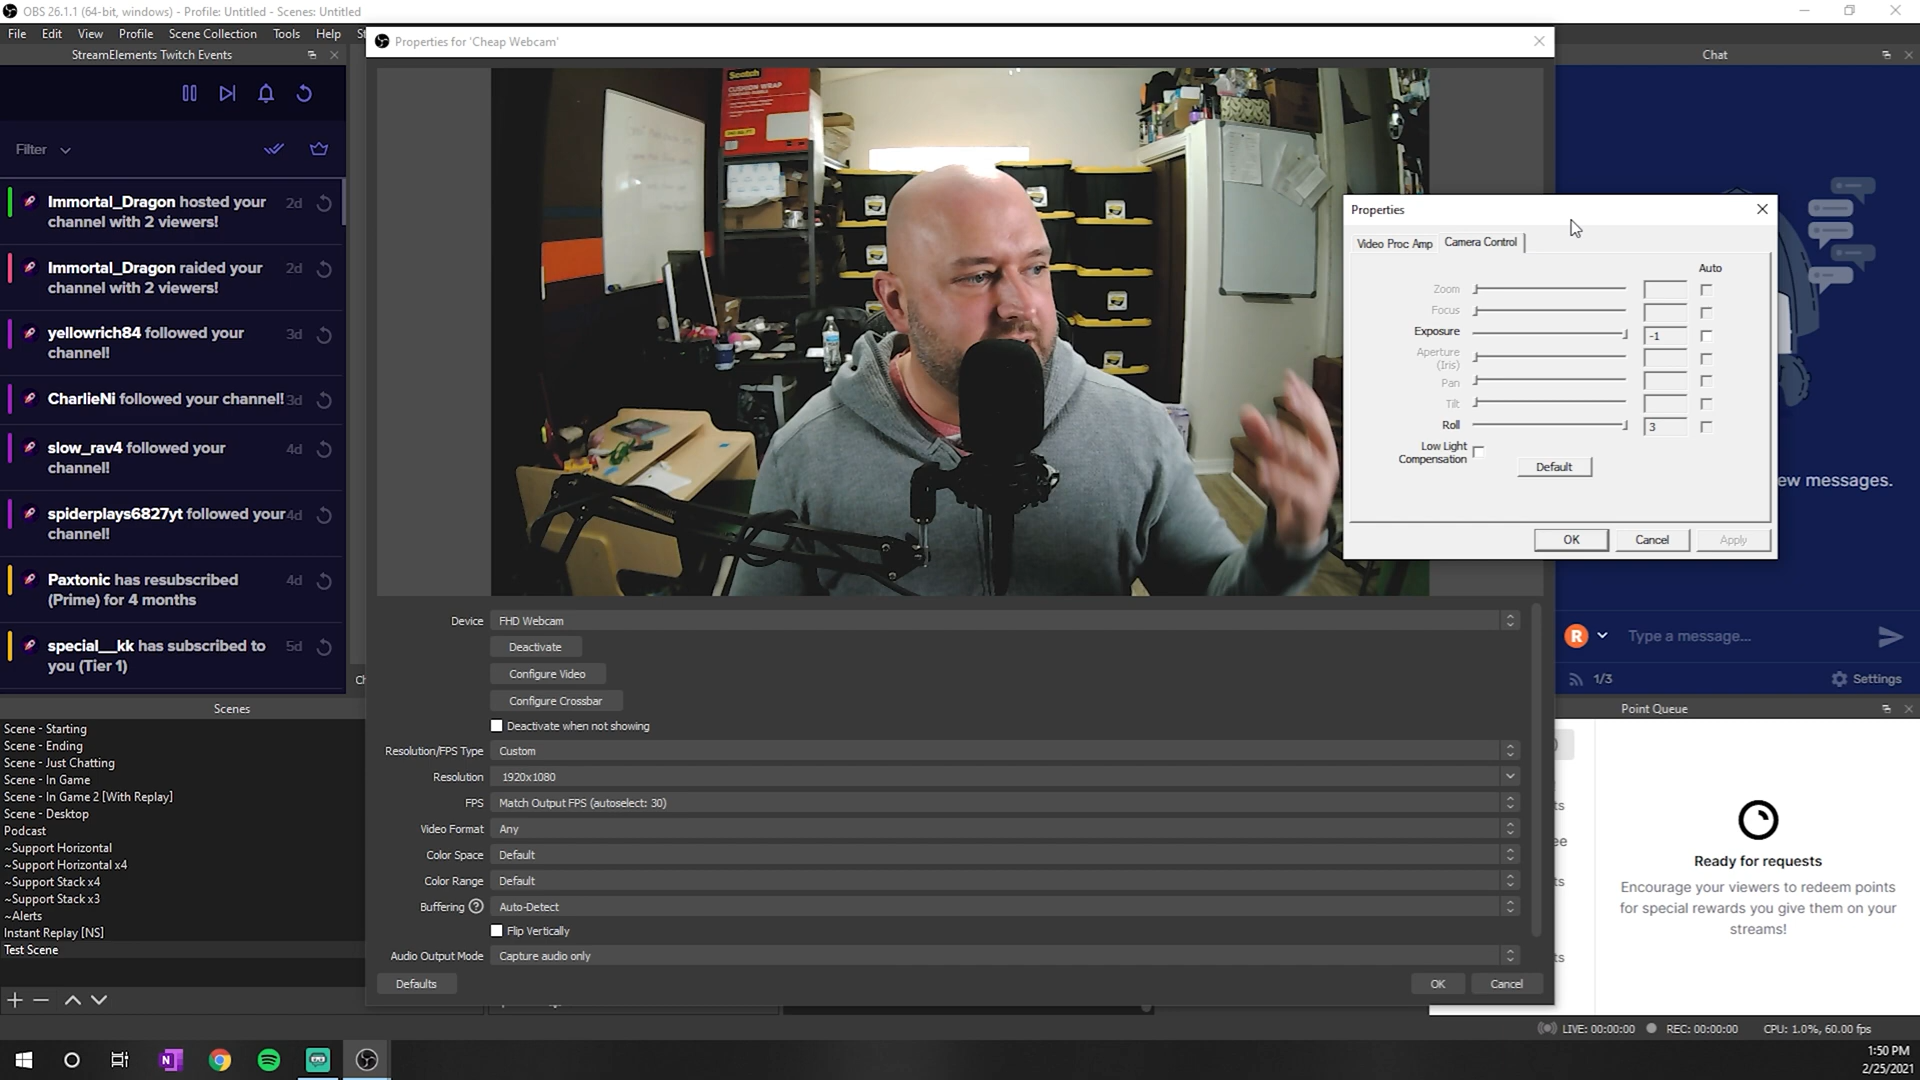 OBS 26.1.1 (64-bit, windows) - Profile: Untitled - Scenes: Untitled
File Edit View Profile Scene Collection Tools Help
StreamElements Twitch Events
Filter
Immortal_Dragon hosted your 2d
channel with 2 viewers!
Immortal_Dragon raided your 2d
channel with 2 viewers!
yellowrich84 followed your 3d
channel!
CharlieNi followed your channel! 3d
slow_rav4 followed your 4d
channel!
spiderplays6827yt followed your 4d
channel!
Paxtonic has resubscribed 4d
(Prime) for 4 months
special__kk has subscribed to 5d
you (Tier 1)
Scenes
Scene - Starting
Scene - Ending
Scene - Just Chatting
Scene - In Game
Scene - In Game 2 [With Replay]
Scene - Desktop
Podcast
~Support Horizontal
~Support Horizontal x4
~Support Stack x4
~Support Stack x3
~Alerts
Instant Replay [NS]
Test Scene
Properties for 'Cheap Webcam'
Scotch
CUSHION WRAP
Device FHD Webcam
Deactivate
Configure Video
Configure Crossbar
Deactivate when not showing
Resolution/FPS Type Custom
Resolution 1920x1080
FPS Match Output FPS (autoselect: 30)
Video Format Any
Color Space Default
Color Range Default
Buffering ? Auto-Detect
Flip Vertically
Audio Output Mode Capture audio only
Defaults OK Cancel
Properties
Video Proc Amp Camera Control
Auto
Zoom
Focus
Exposure -1
Aperture
(Iris)
Pan
Tilt
Roll 3
Low Light
Compensation
Default
OK Cancel Apply
Chat
ew messages.
R Type a message...
1/3 Settings
Point Queue
ts
ee
ts
ts
Ready for requests
Encourage your viewers to redeem points
for special rewards you give them on your
streams!
LIVE: 00:00:00 REC: 00:00:00 CPU: 1.0%, 60.00 fps
N
1:50 PM
2/25/2021